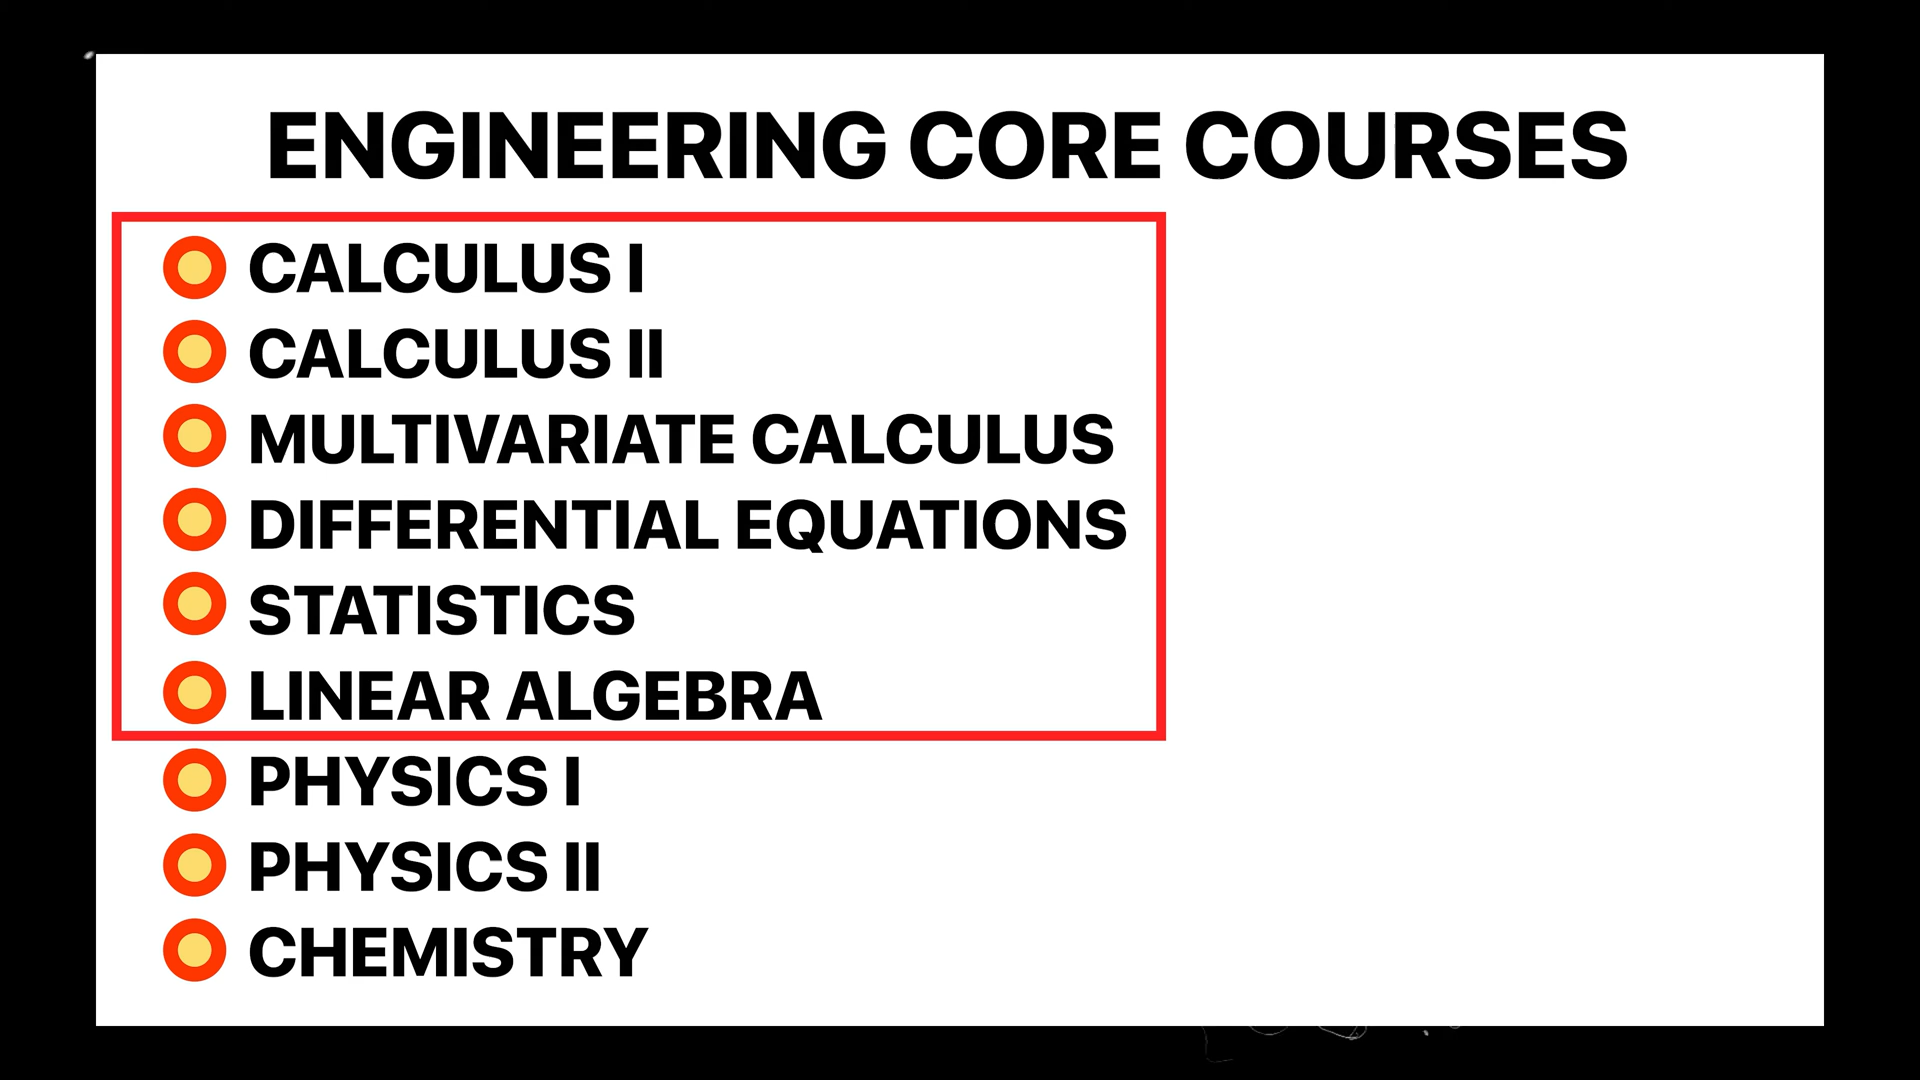 ENGINEERING CORE COURSES
CALCULUS I
CALCULUS II
MULTIVARIATE CALCULUS
DIFFERENTIAL EQUATIONS
STATISTICS
LINEAR ALGEBRA
PHYSICS I
PHYSICS II
CHEMISTRY